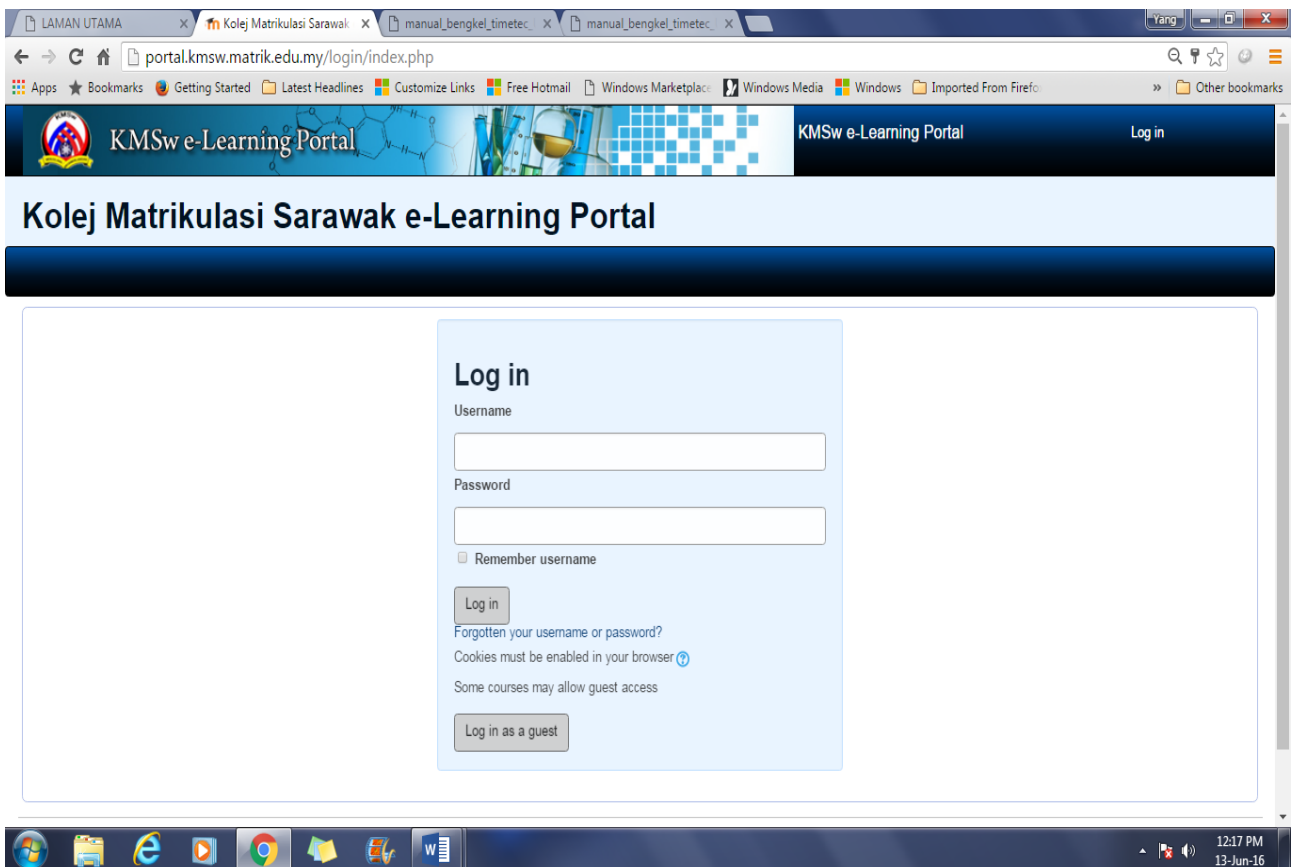 LAMAN UTAMA Kolej Matrikulasi Sarawak manual_bengkel_timetec_ manual_bengkel_timetec_ Yang
portal.kmsw.matrik.edu.my/login/index.php
Apps Bookmarks Getting Started Latest Headlines Customize Links Free Hotmail Windows Marketplace Windows Media Windows Imported From Firefo » Other bookmarks
KMSw e-Learning Portal KMSw e-Learning Portal Log in
Kolej Matrikulasi Sarawak e-Learning Portal
Log in
Username
Password
Remember username
Log in
Forgotten your username or password?
Cookies must be enabled in your browser
Some courses may allow guest access
Log in as a guest
12:17 PM
13-Jun-16